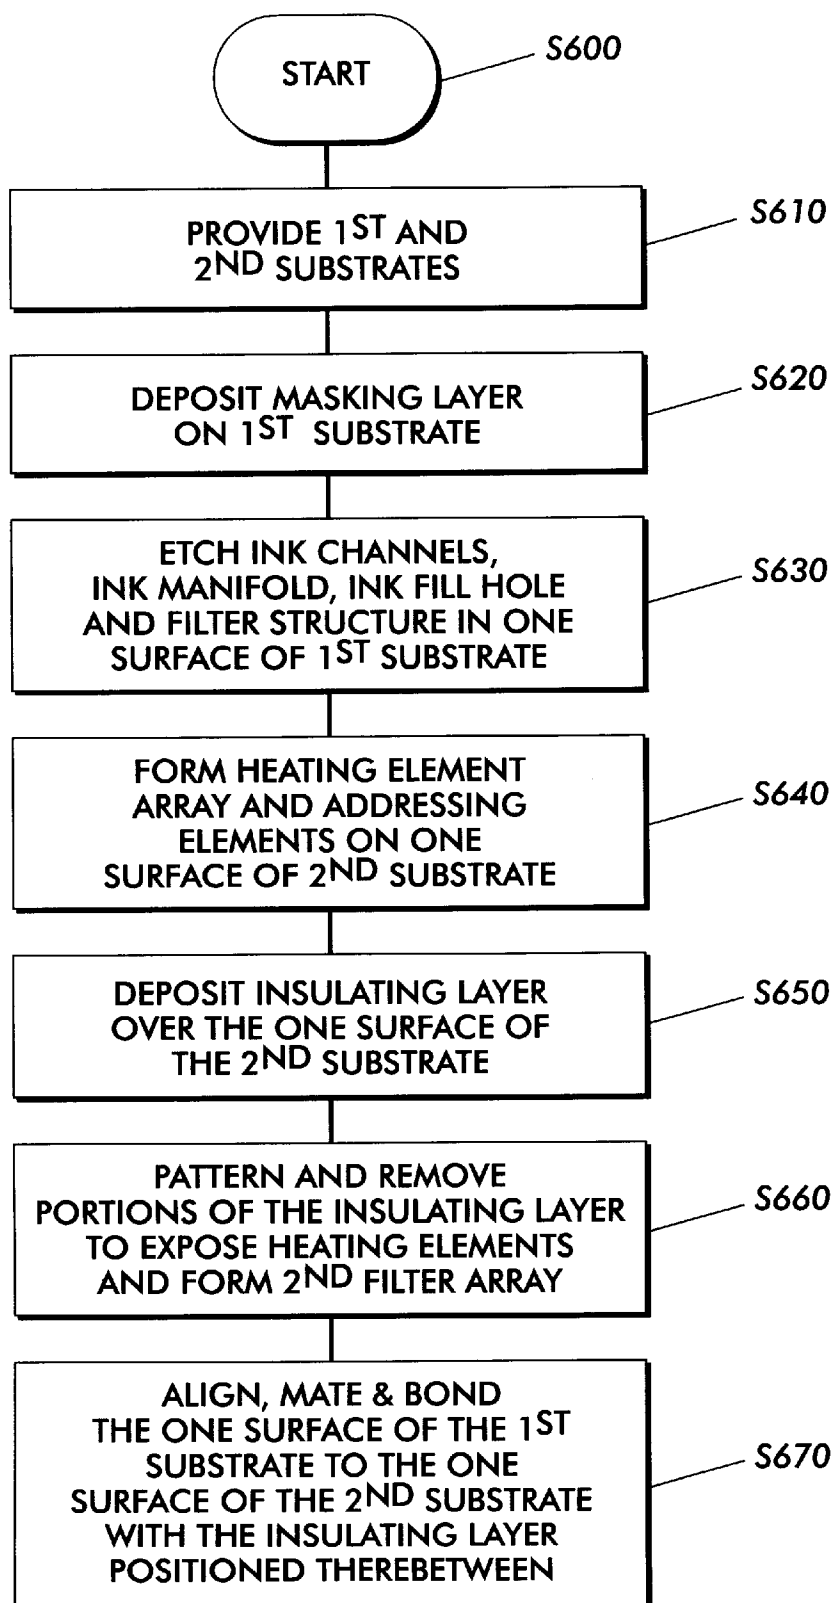 START
S600
PROVIDE 1ST AND
2ND SUBSTRATES
S610
DEPOSIT MASKING LAYER
ON 1ST SUBSTRATE
S620
ETCH INK CHANNELS,
INK MANIFOLD, INK FILL HOLE
AND FILTER STRUCTURE IN ONE
SURFACE OF 1ST SUBSTRATE
S630
FORM HEATING ELEMENT
ARRAY AND ADDRESSING
ELEMENTS ON ONE
SURFACE OF 2ND SUBSTRATE
S640
DEPOSIT INSULATING LAYER
OVER THE ONE SURFACE OF
THE 2ND SUBSTRATE
S650
PATTERN AND REMOVE
PORTIONS OF THE INSULATING LAYER
TO EXPOSE HEATING ELEMENTS
AND FORM 2ND FILTER ARRAY
S660
ALIGN, MATE & BOND
THE ONE SURFACE OF THE 1ST
SUBSTRATE TO THE ONE
SURFACE OF THE 2ND SUBSTRATE
WITH THE INSULATING LAYER
POSITIONED THEREBETWEEN
S670